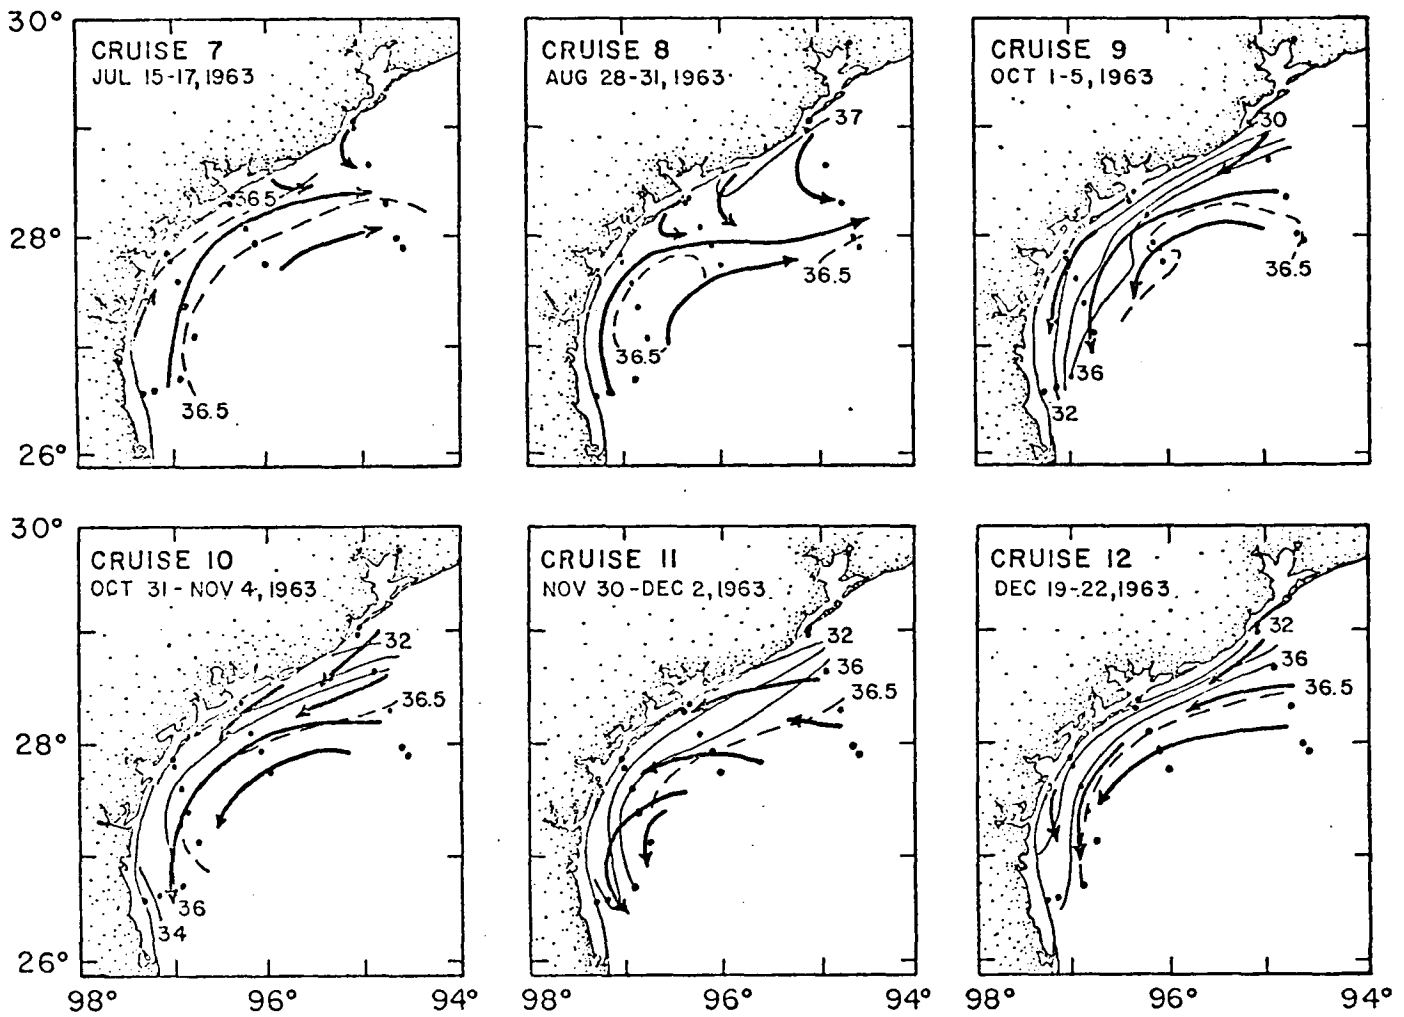 30°
CRUISE 7
JUL 15-17, 1963
36.5
28°
36.5
26°
CRUISE 8
AUG 28-31, 1963
37
36.5
36.5
CRUISE 9
OCT 1-5, 1963
30
36.5
36
32
30°
CRUISE 10
OCT 31 - NOV 4, 1963
32
36.5
28°
36
34
26°
98° 96° 94°
CRUISE 11
NOV 30 - DEC 2, 1963
32
36
36.5
98° 96° 94°
CRUISE 12
DEC 19-22, 1963
32
36
36.5
98° 96° 94°